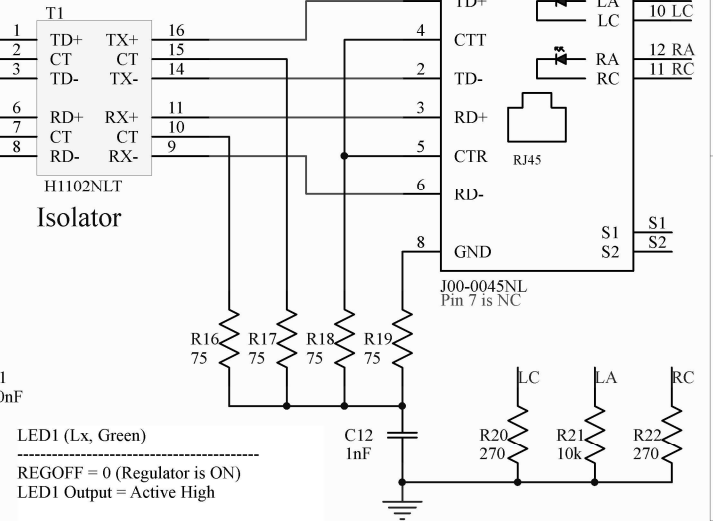 T1
1 TD+ TX+ 16
2 CT CT 15
3 TD- TX- 14
6 RD+ RX+ 11
7 CT CT 10
8 RD- RX- 9
H1102NLT
Isolator
TD+
4 CTT
2 TD-
3 RD+
5 CTR
6 RD-
8 GND
LA
LC 10 LC
RA 12 RA
RC 11 RC
RJ45
S1 S1
S2 S2
J00-0045NL
Pin 7 is NC
R16 75
R17 75
R18 75
R19 75
C12
1nF
LC
LA
RC
R20 270
R21 10k
R22 270
LED1 (Lx, Green)
-------------------------------------------
REGOFF = 0 (Regulator is ON)
LED1 Output = Active High